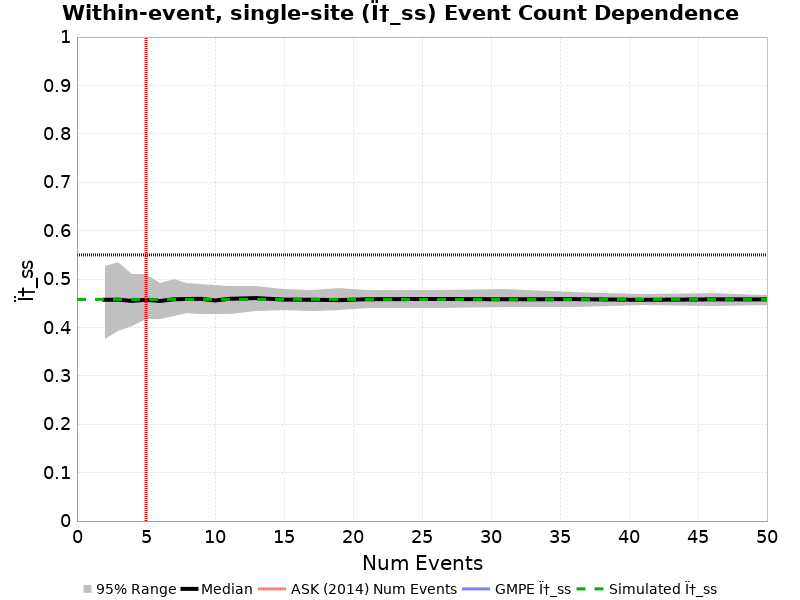 Within-event, single-site (Ï†_ss) Event Count Dependence
1
0.9
0.8
0.7
0.6
0.5
0.4
0.3
0.2
0.1
0
Ï†_ss
0 5 10 15 20 25 30 35 40 45 50
Num Events
95% Range Median ASK (2014) Num Events GMPE Ï†_ss Simulated Ï†_ss